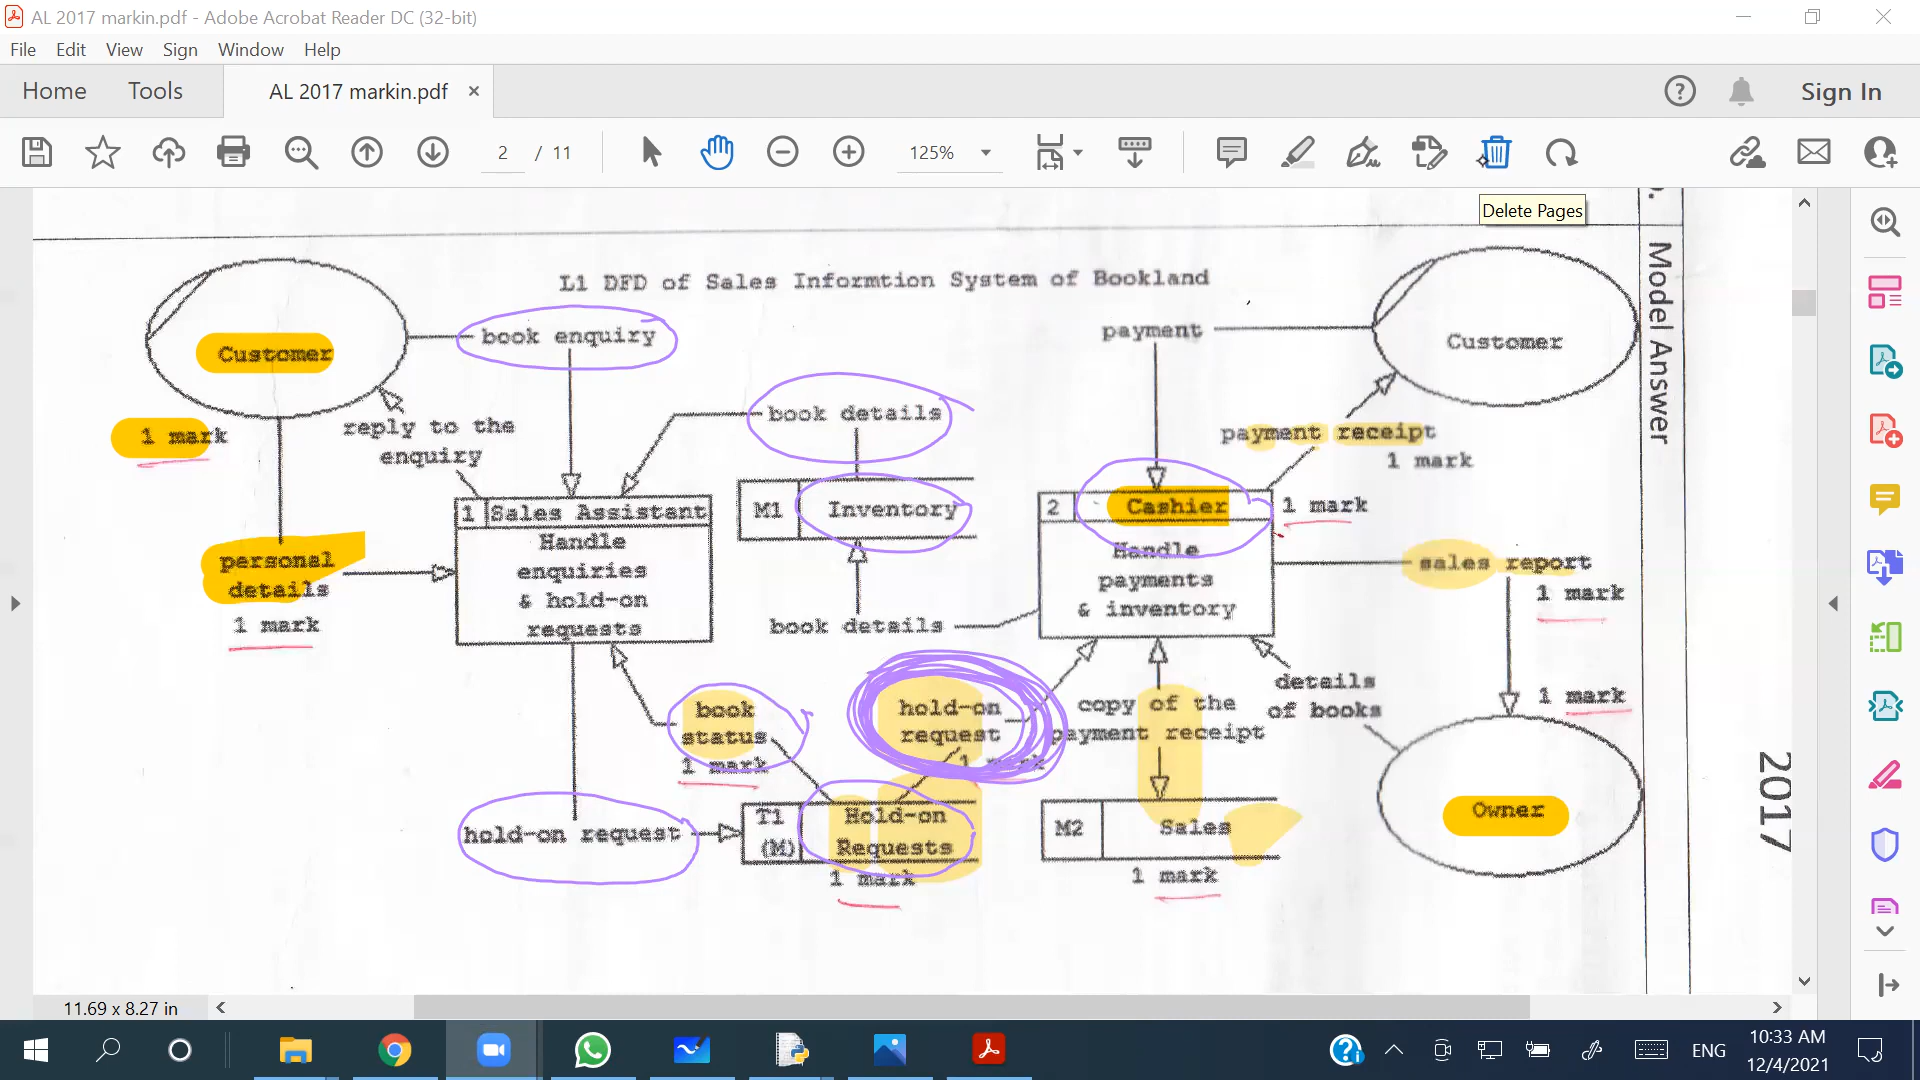 AL 2017 markin.pdf - Adobe Acrobat Reader DC (32-bit)
File Edit View Sign Window Help
Home Tools AL 2017 markin.pdf × Sign In
2 / 11 125%
Delete Pages
Model Answer
2017
L1 DFD of Sales Informtion System of Bookland
Customer
1 mark
book enquiry
reply to the
enquiry
personal
details
1 mark
1 Sales Assistant
Handle
enquiries
& hold-on
requests
book details
M1 Inventory
book details
payment
Customer
payment receipt
1 mark
2 Cashier
1 mark
Handle
payments
& inventory
sales report
1 mark
1 mark
book
status
1 mark
hold-on
request
1 mark
copy of the
payment receipt
details
of books
Owner
hold-on request
T1
(M)
Hold-on
Requests
1 mark
M2 Sales
1 mark
11.69 x 8.27 in
ENG
10:33 AM
12/4/2021